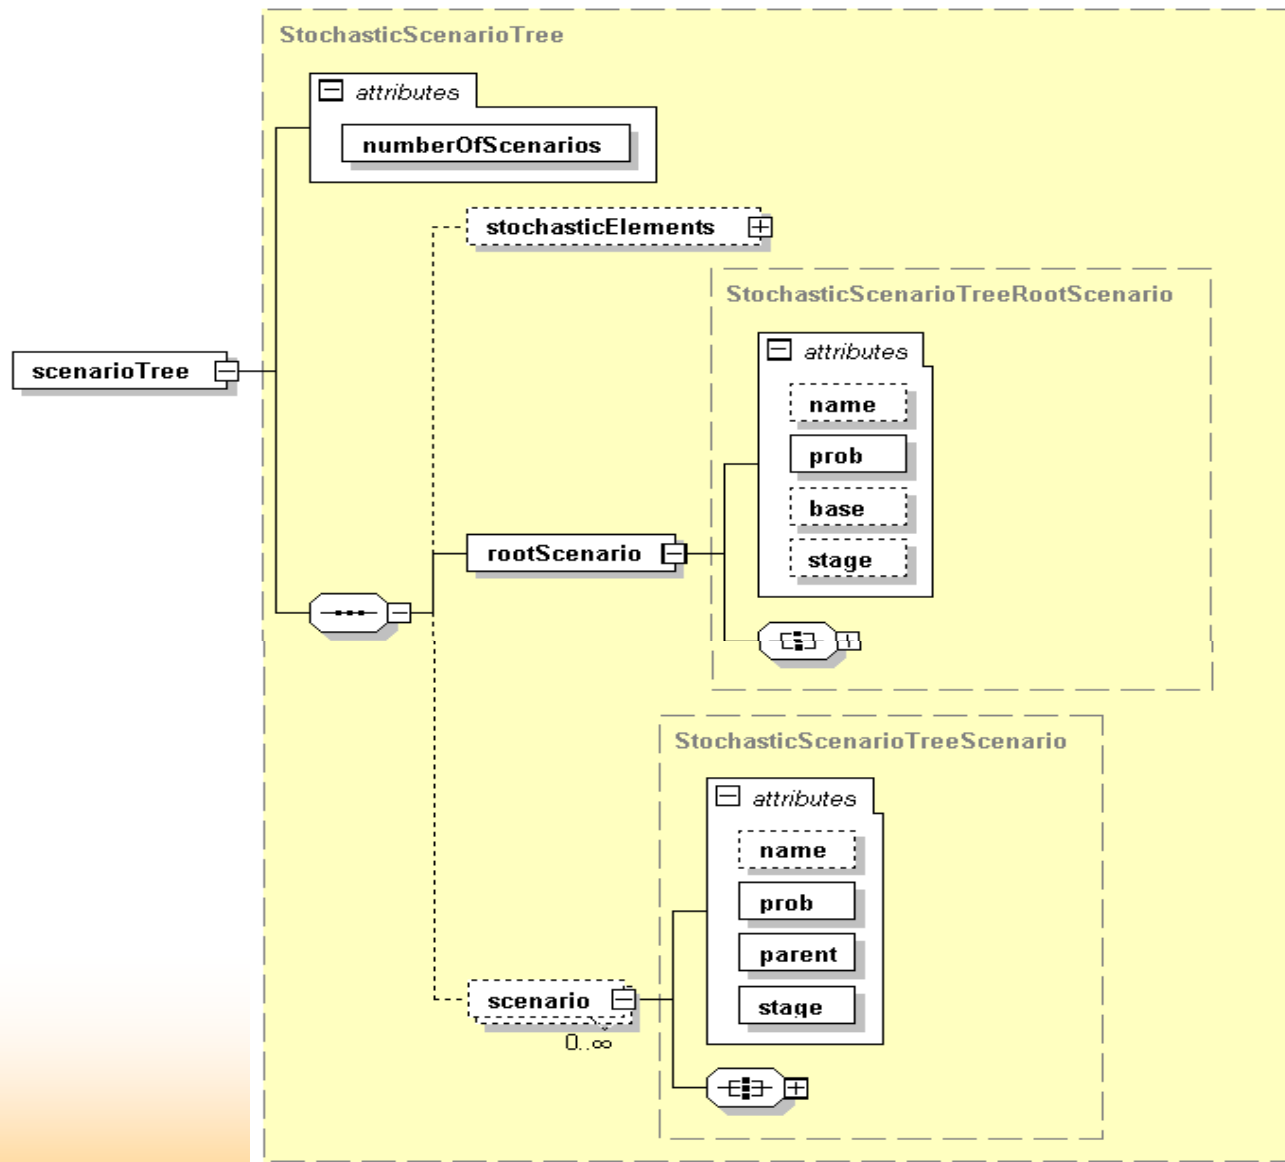 StochasticScenarioTree
attributes
numberOfScenarios
stochasticElements
StochasticScenarioTreeRootScenario
attributes
scenarioTree
name
prob
base
stage
rootScenario
StochasticScenarioTreeScenario
attributes
name
prob
parent
stage
scenario
0..∞